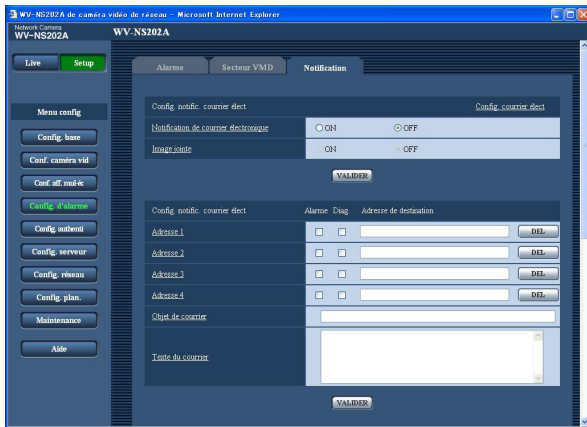 WV-NS202A de caméra vidéo de réseau - Microsoft Internet Explorer
Network Camera
WV-NS202A
WV-NS202A
Live
Setup
Alarme
Secteur VMD
Notification
Menu config
Config. base
Conf. caméra vid
Conf. aff. mul-éc
Config. d'alarme
Config. authenti
Config. serveur
Config. réseau
Config. plan.
Maintenance
Aide
Config. notific. courrier élect
Config. courrier élect
Notification de courrier électronique
ON
OFF
Image jointe
ON
OFF
VALIDER
Config. notific. courrier élect
Alarme Diag Adresse de destination
Adresse 1
DEL
Adresse 2
DEL
Adresse 3
DEL
Adresse 4
DEL
Objet de courrier
Texte du courrier
VALIDER